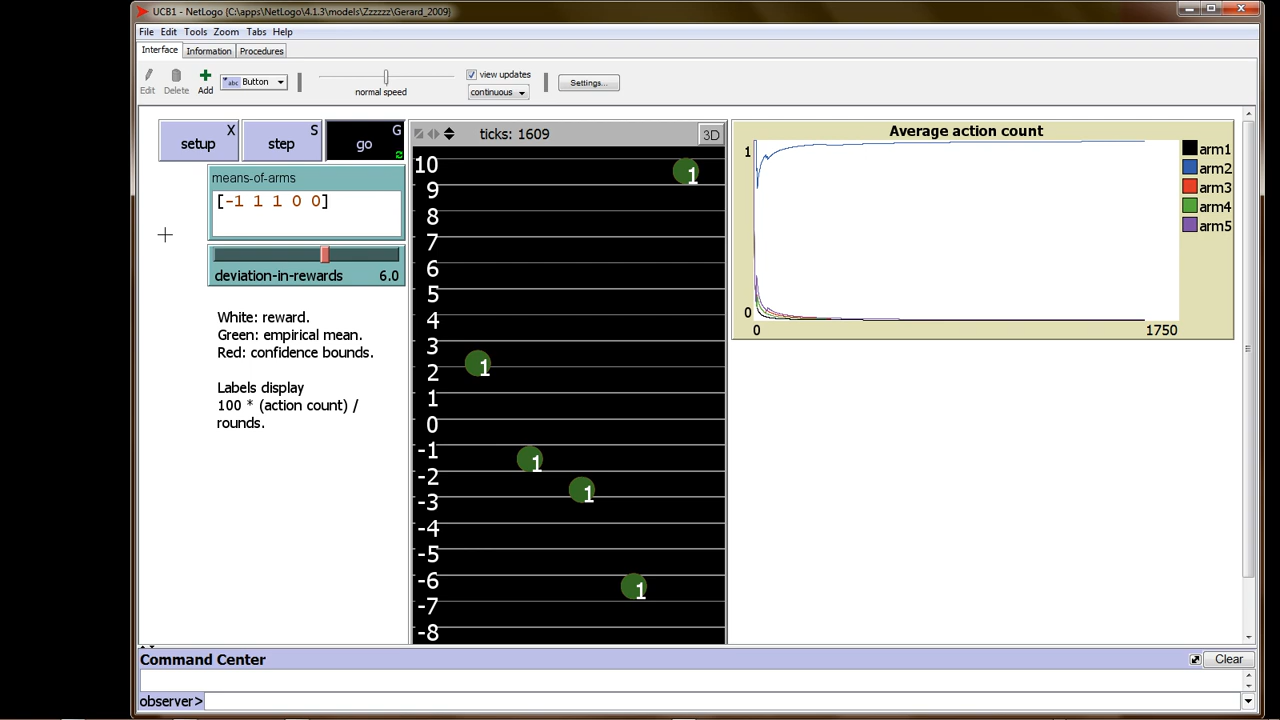 UCB1 - NetLogo {C:\apps\NetLogo\4.1.3\models\Zzzzzz\Gerard_2009}
File Edit Tools Zoom Tabs Help
Interface Information Procedures
Edit Delete Add abc Button normal speed view updates continuous Settings...
setup X step S go G
ticks: 1609 3D
means-of-arms
[-1 1 1 0 0]
deviation-in-rewards 6.0
White: reward.
Green: empirical mean.
Red: confidence bounds.
Labels display
100 * (action count) /
rounds.
10
9
8
7
6
5
4
3
2
1
0
-1
-2
-3
-4
-5
-6
-7
-8
1
1
1
1
1
Average action count
1
0
0 1750
arm1
arm2
arm3
arm4
arm5
Command Center Clear
observer>